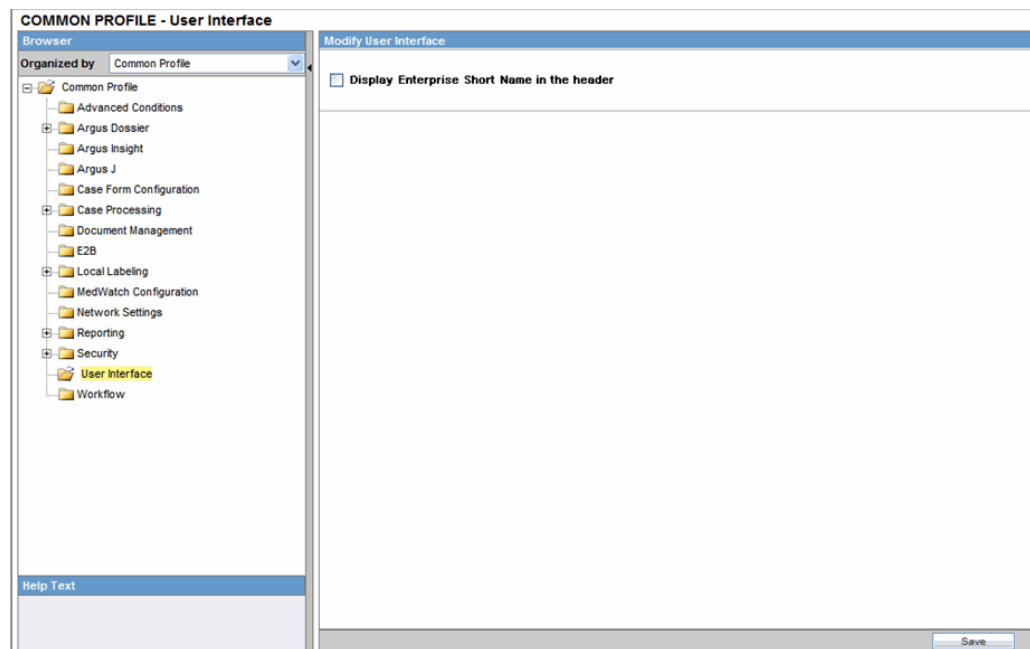 COMMON PROFILE - User Interface
Browser
Organized by Common Profile
Common Profile
Advanced Conditions
Argus Dossier
Argus Insight
Argus J
Case Form Configuration
Case Processing
Document Management
E2B
Local Labeling
MedWatch Configuration
Network Settings
Reporting
Security
User Interface
Workflow
Help Text
Modify User Interface
Display Enterprise Short Name in the header
Save